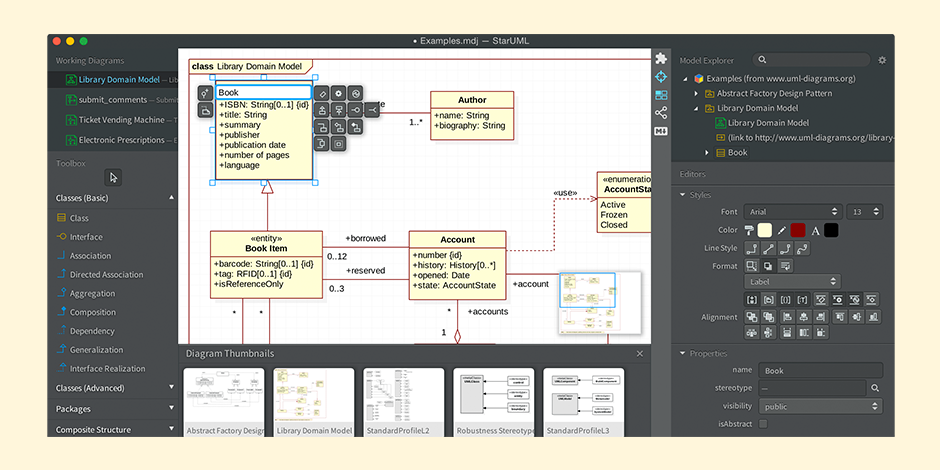 • Examples.mdj — StarUML
Working Diagrams
Library Domain Model — Lib
submit_comments — Submit
Ticket Vending Machine —
Electronic Prescriptions — E
Toolbox
Classes (Basic)
Class
Interface
Association
Directed Association
Aggregation
Composition
Dependency
Generalization
Interface Realization
Classes (Advanced)
Packages
Composite Structure
class Library Domain Model
Book
+ISBN: String[0..1] {id}
+title: String
+summary
+publisher
+publication date
+number of pages
+language
1..*
Author
+name: String
+biography: String
«use»
«enumeratio
AccountSta
Active
Frozen
Closed
«entity»
Book Item
+barcode: String[0..1] {id}
+tag: RFID[0..1] {id}
+isReferenceOnly
+borrowed
0..12
+reserved
0..3
Account
+number {id}
+history: History[0..*]
+opened: Date
+state: AccountState
+account
* *
* +accounts
1
Diagram Thumbnails
Abstract Factory Design
Library Domain Model
StandardProfileL2
Robustness Stereotype
StandardProfileL3
Model Explorer
Examples (from www.uml-diagrams.org)
Abstract Factory Design Pattern
Library Domain Model
Library Domain Model
(link to http://www.uml-diagrams.org/library-
Book
Editors
Styles
Font Arial 13
Color A
Line Style
Format
Label
Alignment
Properties
name Book
stereotype —
visibility public
isAbstract